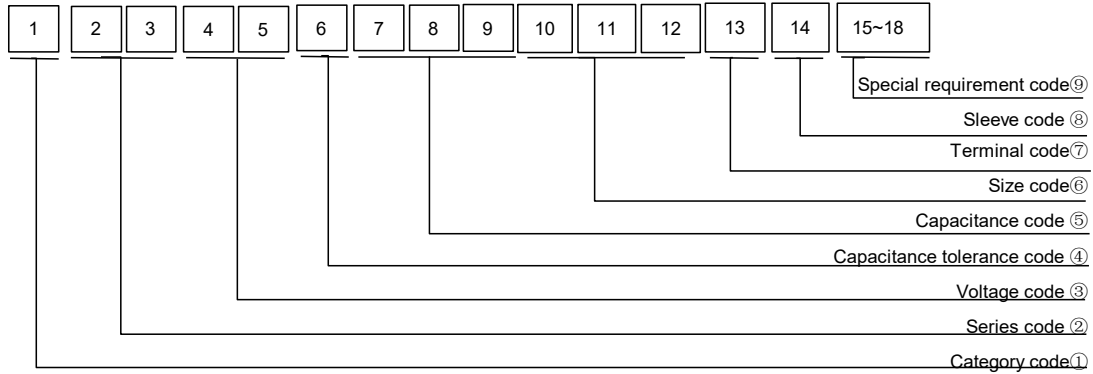 1 2 3 4 5 6 7 8 9 10 11 12 13 14 15~18
Special requirement code⑨
Sleeve code ⑧
Terminal code⑦
Size code⑥
Capacitance code ⑤
Capacitance tolerance code ④
Voltage code ③
Series code ②
Category code①